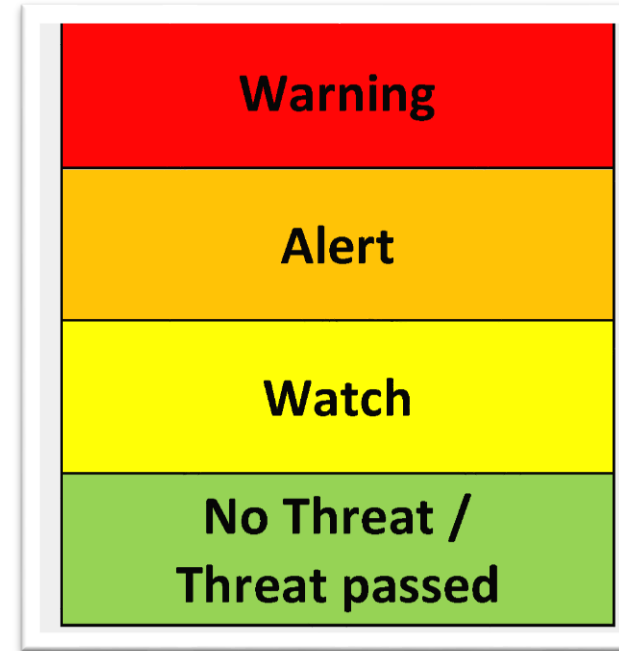 Warning
Alert
Watch
No Threat /
Threat passed